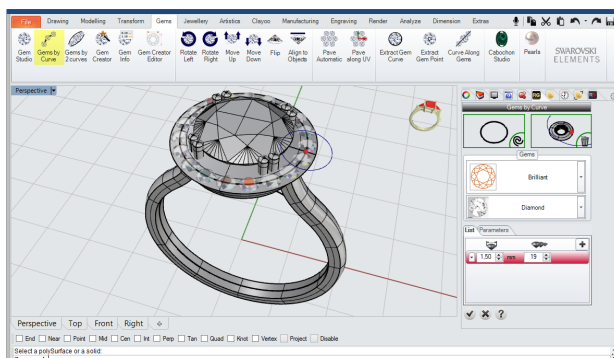 File Drawing Modelling Transform Gems Jewellery Artistics Clayoo Manufacturing Engraving Render Analyze Dimension Extras
Gem Studio
Gems by Curve
Gems by 2 curves
Gem Creator
Gem Info
Gem Creator Editor
Rotate Left
Rotate Right
Move Up
Move Down
Flip
Align to Objects
Pave Automatic
Pave along UV
Extract Gem Curve
Extract Gem Point
Curve Along Gems
Cabochon Studio
Pearls
SWAROVSKI
ELEMENTS
Perspective
Gems by Curve
Gems
Brilliant
Diamond
List Parameters
1,50 mm 19
Perspective Top Front Right
End Near Point Mid Cen Int Perp Tan Quad Knot Vertex Project Disable
Select a polySurface or a solid: